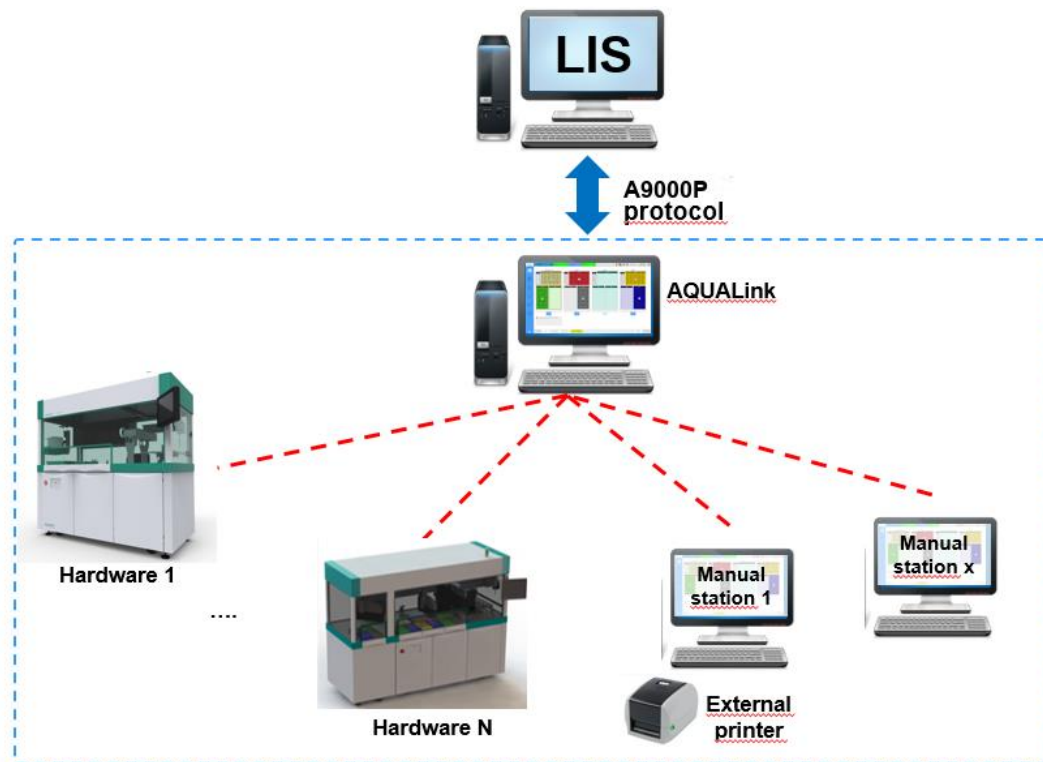 LIS
A9000P
protocol
AQUALink
Hardware 1
....
Hardware N
Manual
station 1
Manual
station x
External
printer